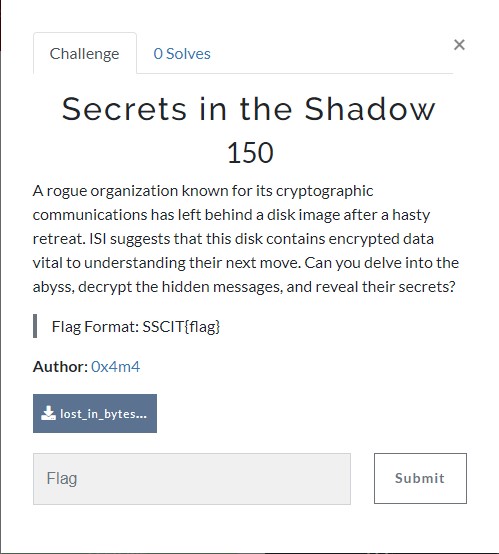 Challenge
0 Solves
×
Secrets in the Shadow
150
A rogue organization known for its cryptographic
communications has left behind a disk image after a hasty
retreat. ISI suggests that this disk contains encrypted data
vital to understanding their next move. Can you delve into the
abyss, decrypt the hidden messages, and reveal their secrets?
Flag Format: SSCIT{flag}
Author: 0x4m4
lost_in_bytes...
Flag
Submit